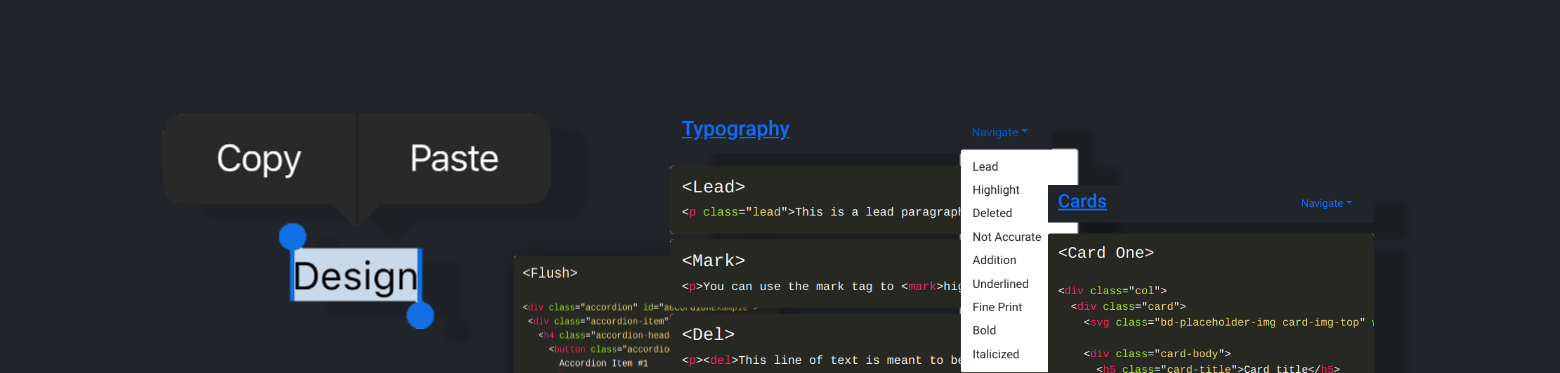 Copy
Paste
Design
<Flush>
<div class="accordion" id="accordionExample">
<div class="accordion-item"
<h4 class="accordion-head
<button class="accordio
Accordion Item #1
Typography
Navigate
<Lead>
<p class="lead">This is a lead paragraph
<Mark>
<p>You can use the mark tag to <mark>hig
<Del>
<p><del>This line of text is meant to be
Lead
Highlight
Deleted
Not Accurate
Addition
Underlined
Fine Print
Bold
Italicized
Cards
Navigate
<Card One>
<div class="col">
<div class="card">
<svg class="bd-placeholder-img card-img-top" w
<div class="card-body">
<h5 class="card-title">Card title</h5>